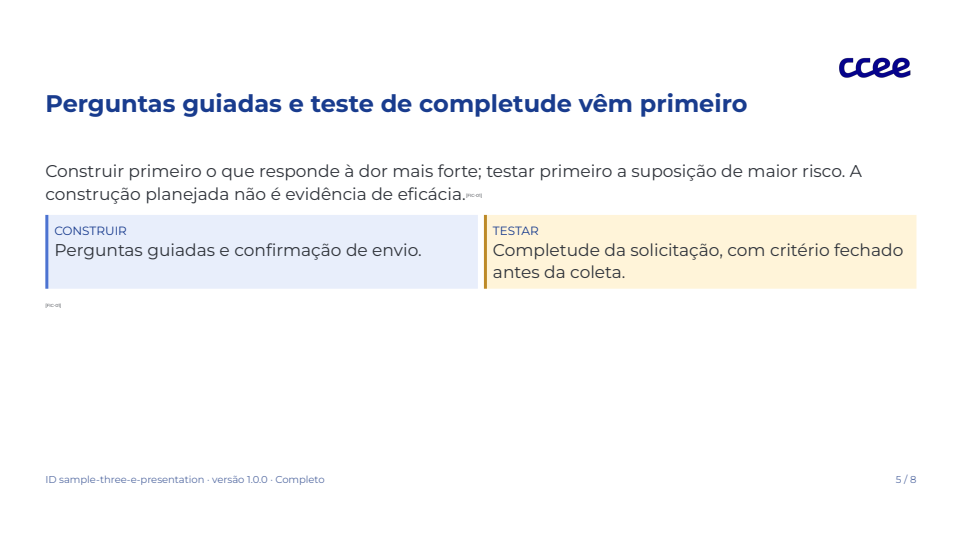 ccee
Perguntas guiadas e teste de completude vêm primeiro
Construir primeiro o que responde à dor mais forte; testar primeiro a suposição de maior risco. A
construção planejada não é evidência de eficácia.
CONSTRUIR
Perguntas guiadas e confirmação de envio.
TESTAR
Completude da solicitação, com critério fechado
antes da coleta.
ID sample-three-e-presentation · versão 1.0.0 · Completo
5 / 8